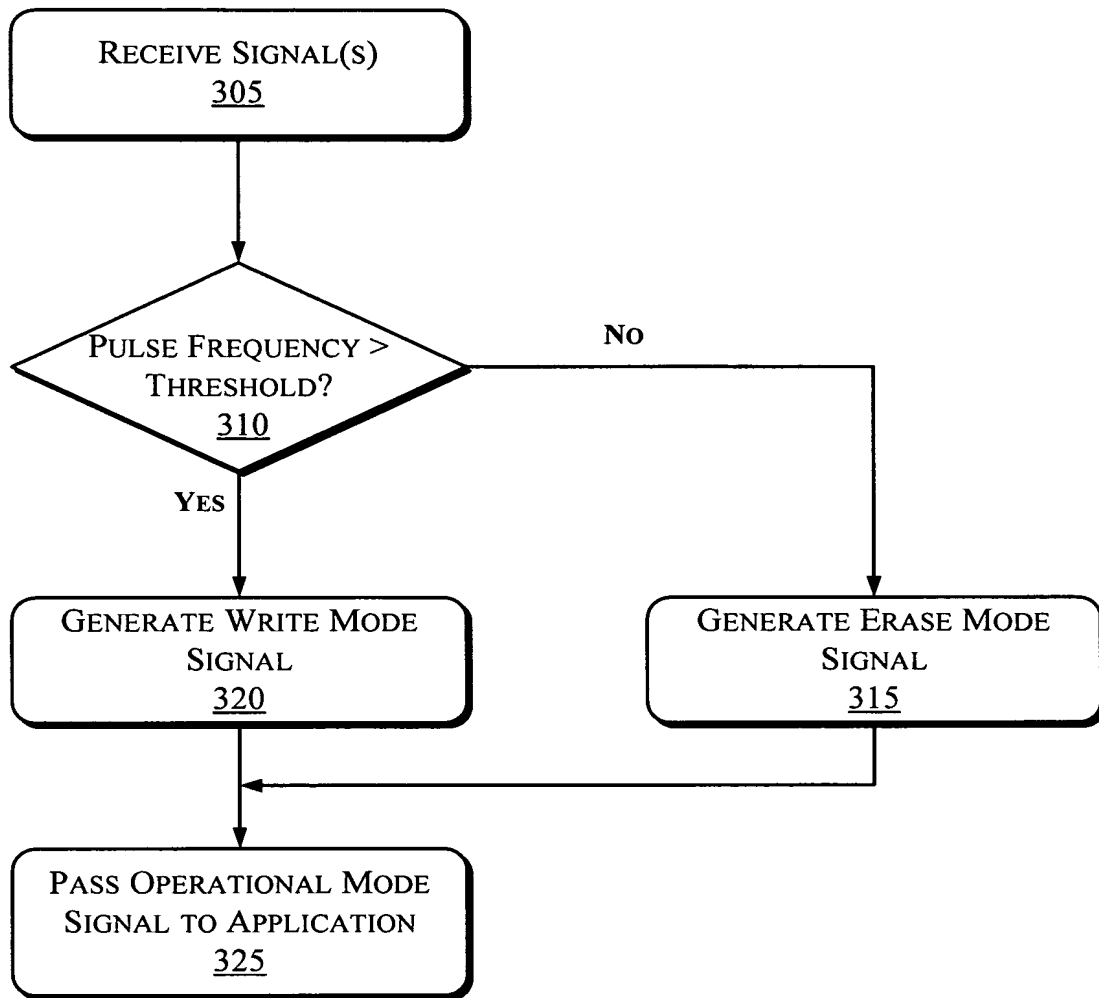 RECEIVE SIGNAL(S)
305
PULSE FREQUENCY >
THRESHOLD?
310
NO
YES
GENERATE WRITE MODE
SIGNAL
320
GENERATE ERASE MODE
SIGNAL
315
PASS OPERATIONAL MODE
SIGNAL TO APPLICATION
325